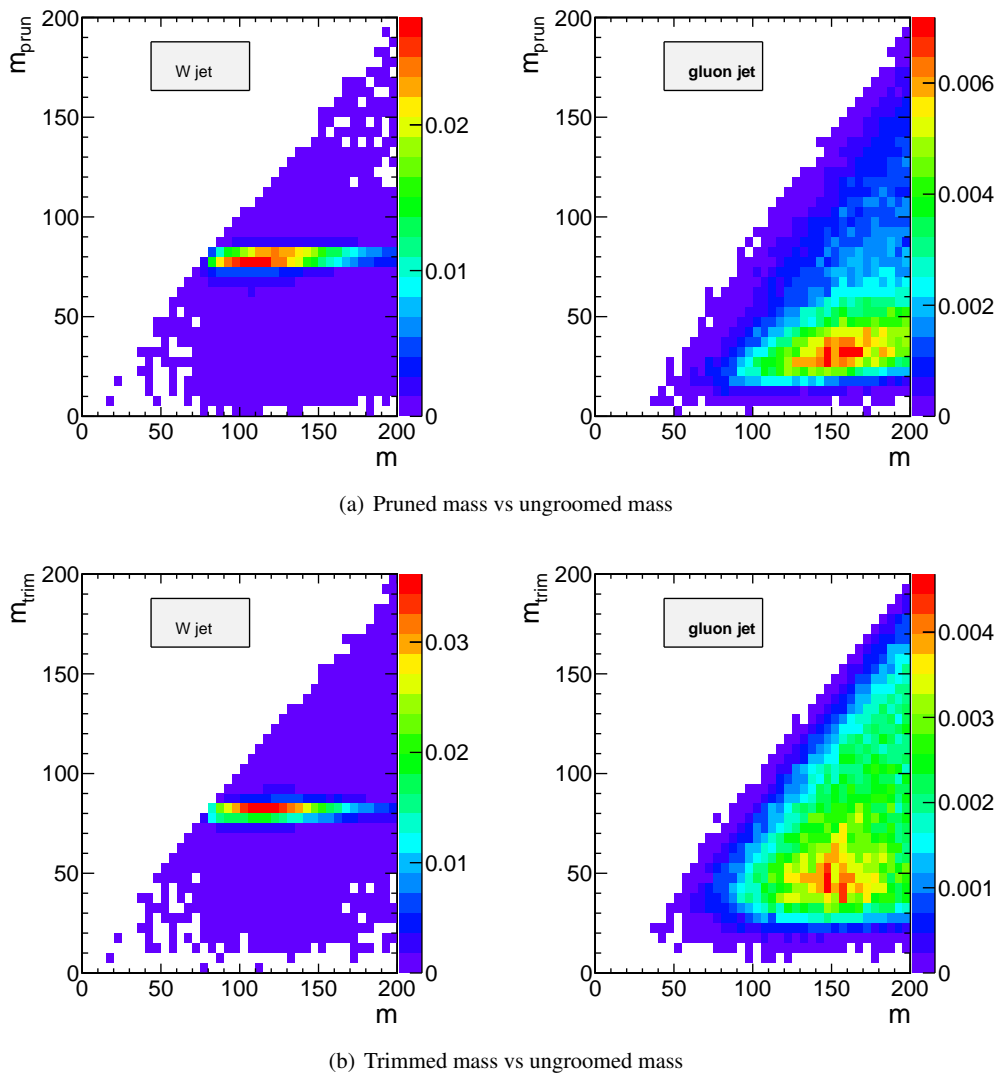 m_prun
200
150
100
50
0
W jet
0.02
0.01
0
0 50 100 150 200
m
m_prun
200
150
100
50
0
gluon jet
0.006
0.004
0.002
0
0 50 100 150 200
m
(a) Pruned mass vs ungroomed mass
m_trim
200
150
100
50
0
W jet
0.03
0.02
0.01
0
0 50 100 150 200
m
m_trim
200
150
100
50
0
gluon jet
0.004
0.003
0.002
0.001
0
0 50 100 150 200
m
(b) Trimmed mass vs ungroomed mass